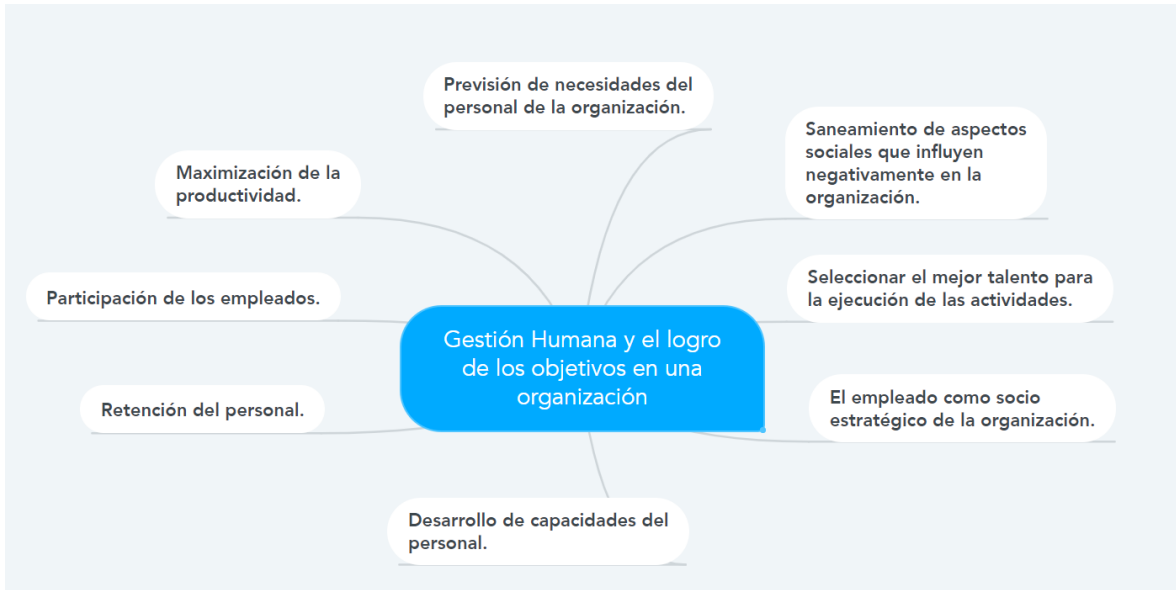 Previsión de necesidades del
personal de la organización.
Saneamiento de aspectos
sociales que influyen
negativamente en la
organización.
Maximización de la
productividad.
Seleccionar el mejor talento para
la ejecución de las actividades.
Participación de los empleados.
Gestión Humana y el logro
de los objetivos en una
organización
El empleado como socio
estratégico de la organización.
Retención del personal.
Desarrollo de capacidades del
personal.